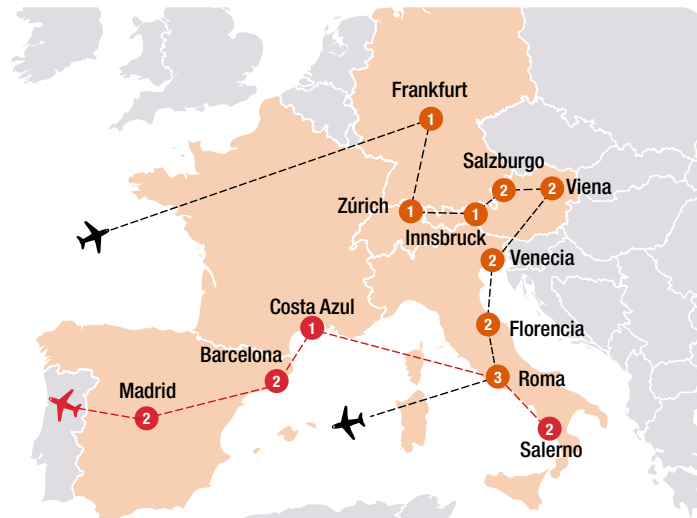 Frankfurt
1
Salzburgo
2
2
Viena
Zúrich
1
1
Innsbruck
2
Venecia
Costa Azul
1
2
Florencia
Barcelona
2
3
Roma
Madrid
2
2
Salerno